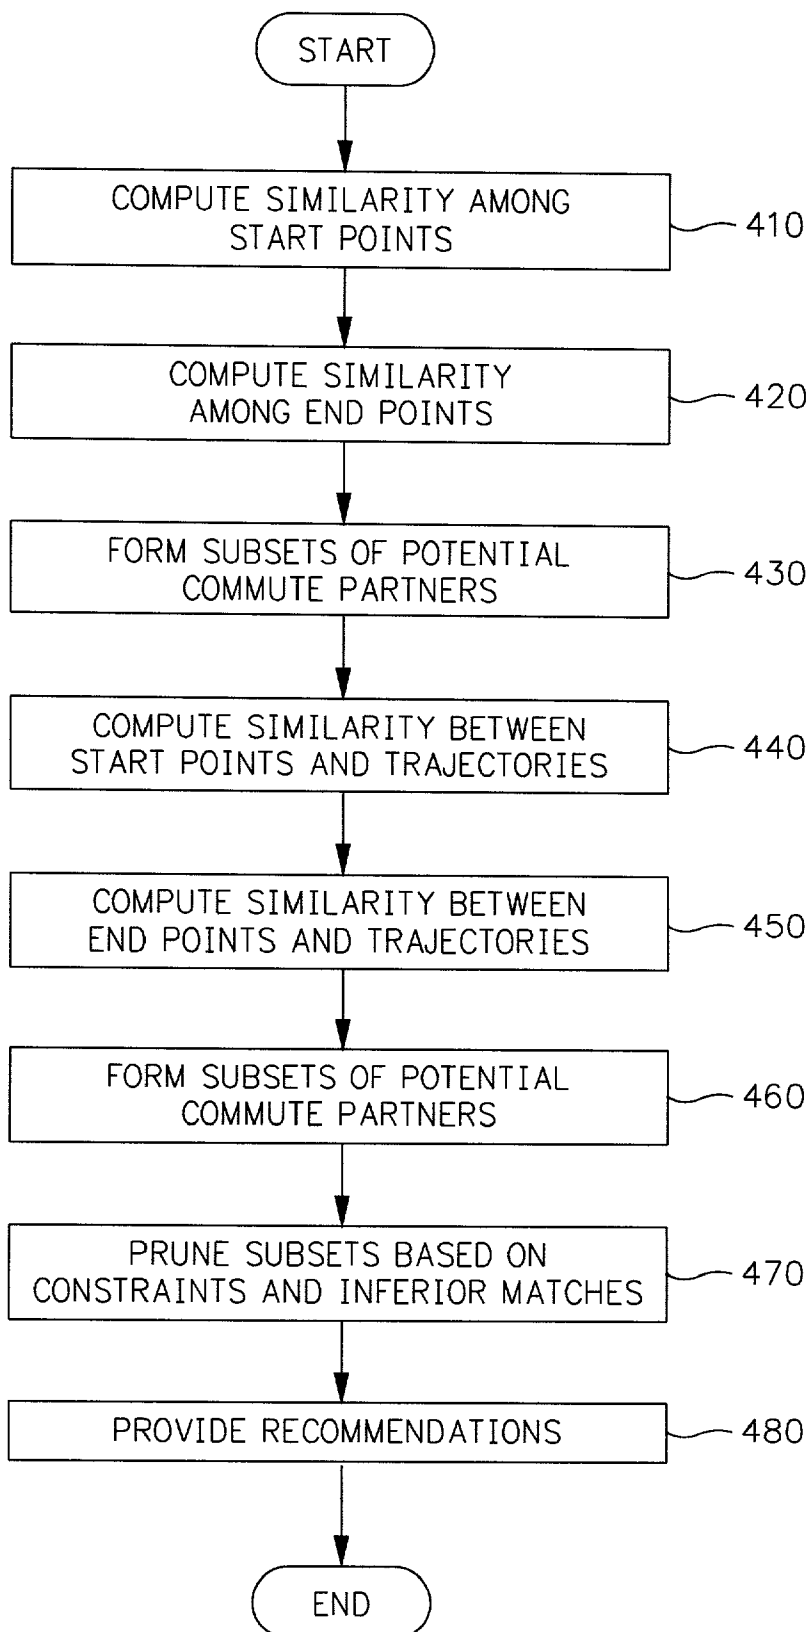 START
COMPUTE SIMILARITY AMONG
START POINTS
410
COMPUTE SIMILARITY
AMONG END POINTS
420
FORM SUBSETS OF POTENTIAL
COMMUTE PARTNERS
430
COMPUTE SIMILARITY BETWEEN
START POINTS AND TRAJECTORIES
440
COMPUTE SIMILARITY BETWEEN
END POINTS AND TRAJECTORIES
450
FORM SUBSETS OF POTENTIAL
COMMUTE PARTNERS
460
PRUNE SUBSETS BASED ON
CONSTRAINTS AND INFERIOR MATCHES
470
PROVIDE RECOMMENDATIONS
480
END